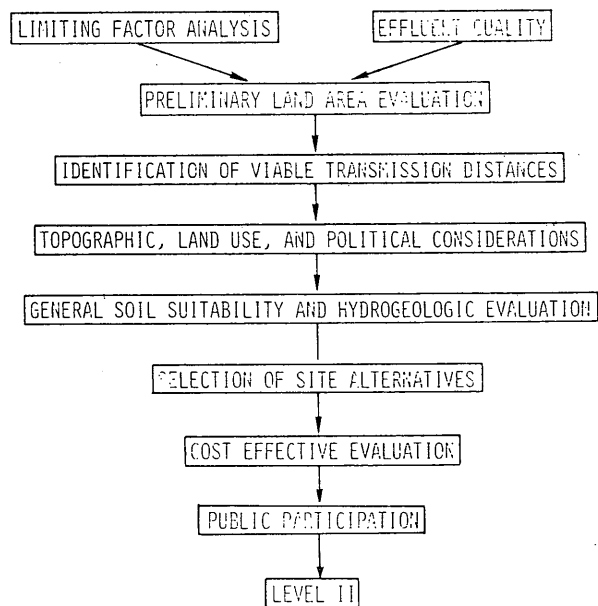 LIMITING FACTOR ANALYSIS
EFFLUENT QUALITY
PRELIMINARY LAND AREA EVALUATION
IDENTIFICATION OF VIABLE TRANSMISSION DISTANCES
TOPOGRAPHIC, LAND USE, AND POLITICAL CONSIDERATIONS
GENERAL SOIL SUITABILITY AND HYDROGEOLOGIC EVALUATION
SELECTION OF SITE ALTERNATIVES
COST EFFECTIVE EVALUATION
PUBLIC PARTICIPATION
LEVEL II